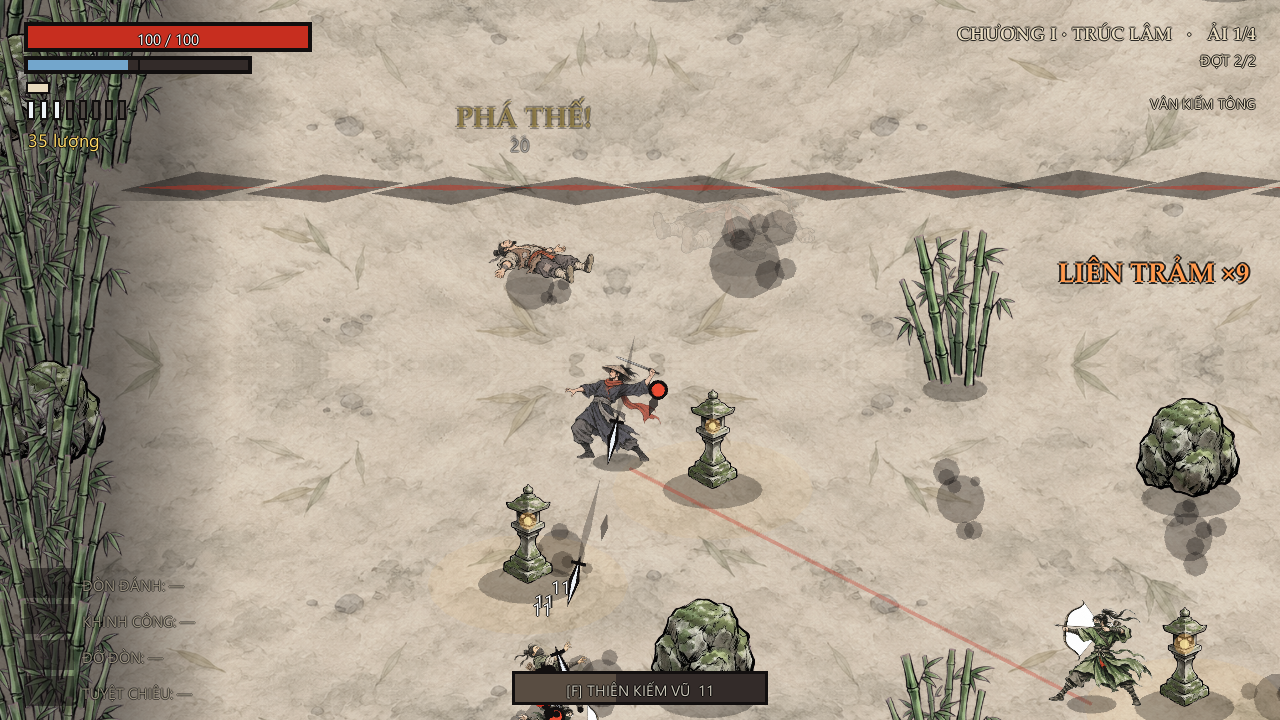 100 / 100
CHƯƠNG I · TRÚC LÂM · ẢI 1/4
ĐỢT 2/2
VÂN KIẾM TÔNG
35 lượng
PHÁ THẾ!
20
LIÊN TRẢM ×9
ĐÒN ĐÁNH: —
KHINH CÔNG: —
ĐỠ ĐÒN: —
TUYỆT CHIÊU: —
11
11
11
[F] THIÊN KIẾM VŨ 11